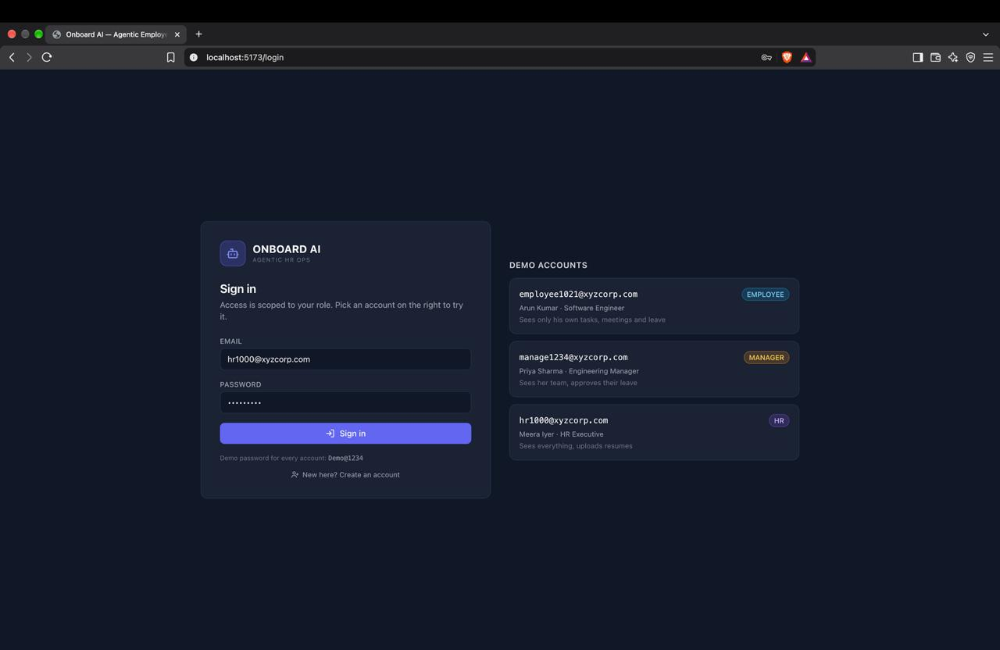 Onboard AI — Agentic Employe
localhost:5173/login
ONBOARD AI
AGENTIC HR OPS
Sign in
Access is scoped to your role. Pick an account on the right to try
it.
EMAIL
hr1000@xyzcorp.com
PASSWORD
•••••••••
Sign in
Demo password for every account: Demo@1234
New here? Create an account
DEMO ACCOUNTS
employee1021@xyzcorp.com
EMPLOYEE
Arun Kumar · Software Engineer
Sees only his own tasks, meetings and leave
manage1234@xyzcorp.com
MANAGER
Priya Sharma · Engineering Manager
Sees her team, approves their leave
hr1000@xyzcorp.com
HR
Meera Iyer · HR Executive
Sees everything, uploads resumes